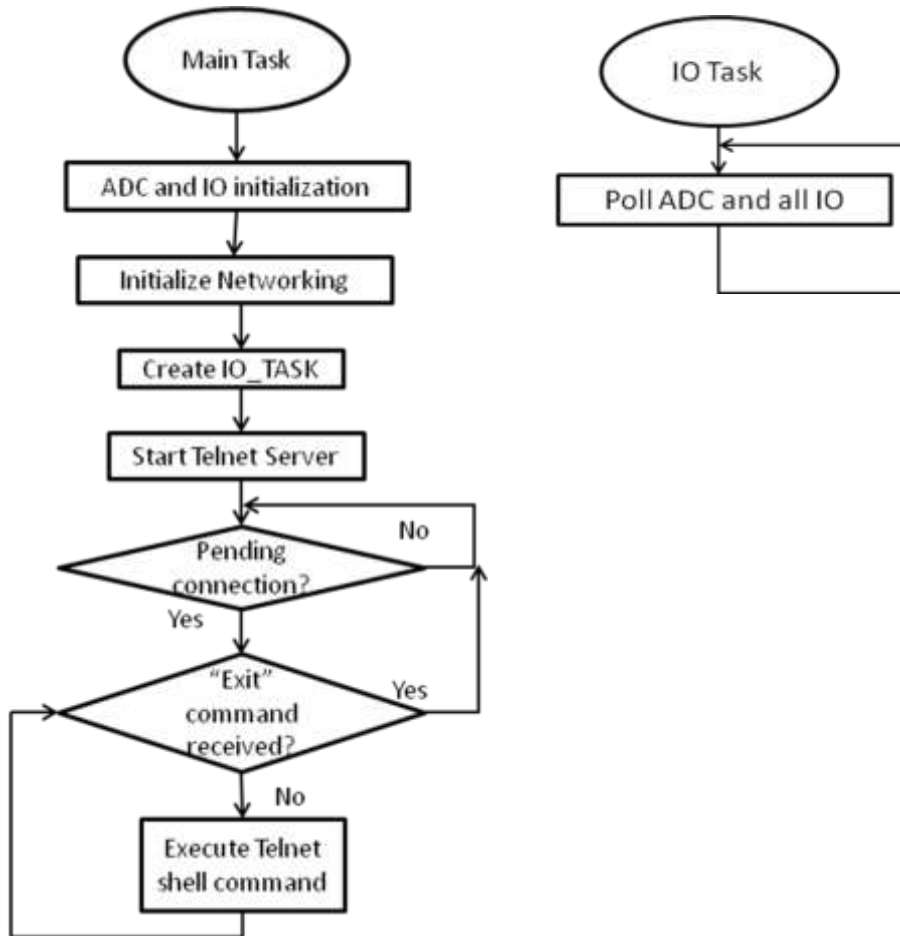 Main Task
ADC and IO initialization
Initialize Networking
Create IO_TASK
Start Telnet Server
No
Pending
connection?
Yes
“Exit”
command
received?
Yes
No
Execute Telnet
shell command
IO Task
Poll ADC and all IO